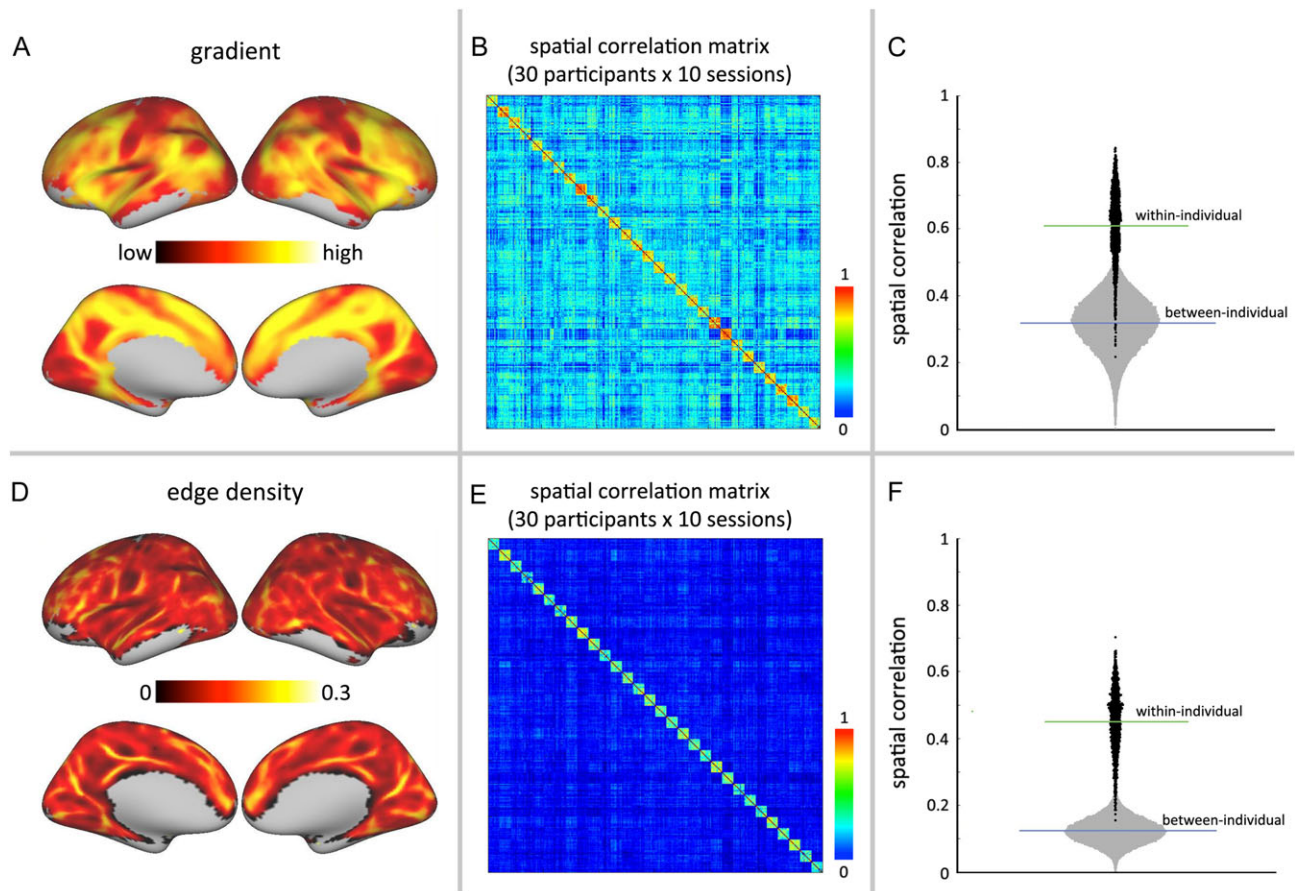 A
gradient
low
high
B
spatial correlation matrix
(30 participants x 10 sessions)
1
0
C
1
0.8
0.6
0.4
0.2
0
spatial correlation
within-individual
between-individual
D
edge density
0
0.3
E
spatial correlation matrix
(30 participants x 10 sessions)
1
0
F
1
0.8
0.6
0.4
0.2
0
spatial correlation
within-individual
between-individual